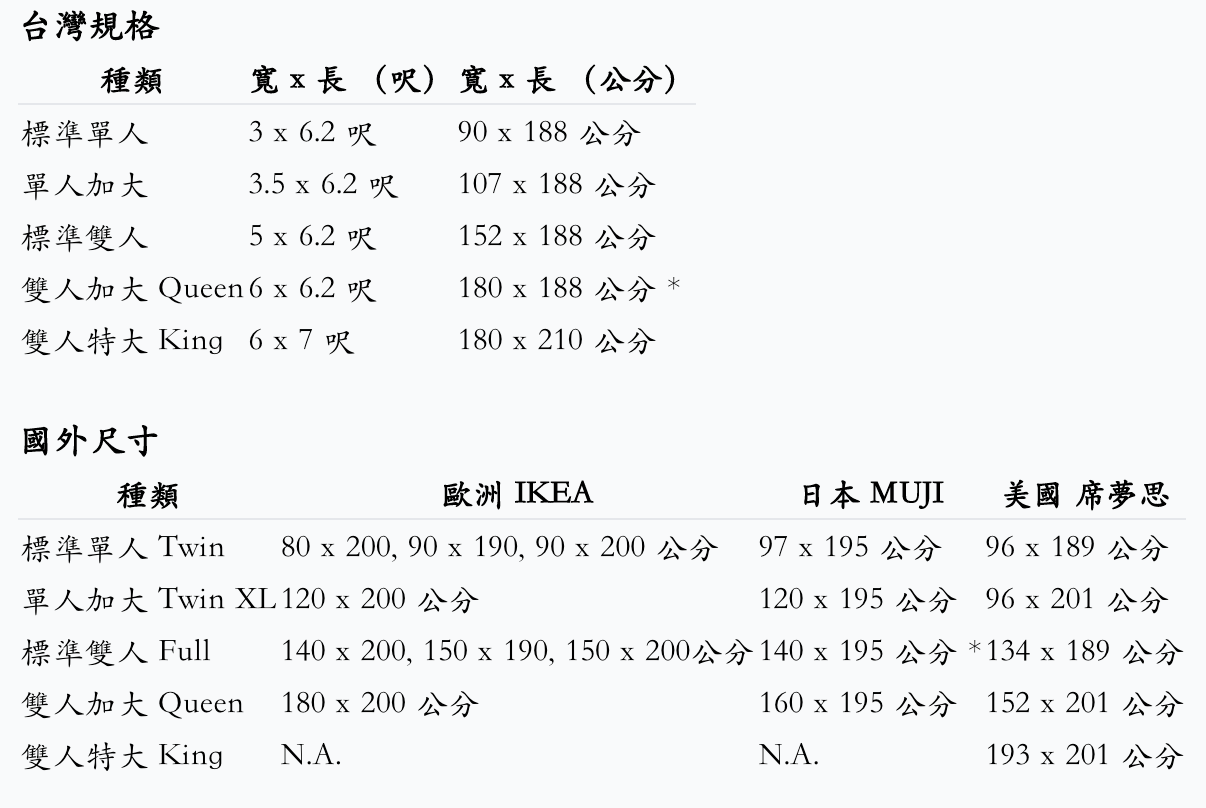 台灣規格
種類 寬 x 長 （呎） 寬 x 長 （公分）
標準單人 3 x 6.2 呎 90 x 188 公分
單人加大 3.5 x 6.2 呎 107 x 188 公分
標準雙人 5 x 6.2 呎 152 x 188 公分
雙人加大 Queen 6 x 6.2 呎 180 x 188 公分 *
雙人特大 King 6 x 7 呎 180 x 210 公分
國外尺寸
種類 歐洲 IKEA 日本 MUJI 美國 席夢思
標準單人 Twin 80 x 200, 90 x 190, 90 x 200 公分 97 x 195 公分 96 x 189 公分
單人加大 Twin XL 120 x 200 公分 120 x 195 公分 96 x 201 公分
標準雙人 Full 140 x 200, 150 x 190, 150 x 200公分 140 x 195 公分 * 134 x 189 公分
雙人加大 Queen 180 x 200 公分 160 x 195 公分 152 x 201 公分
雙人特大 King N.A. N.A. 193 x 201 公分